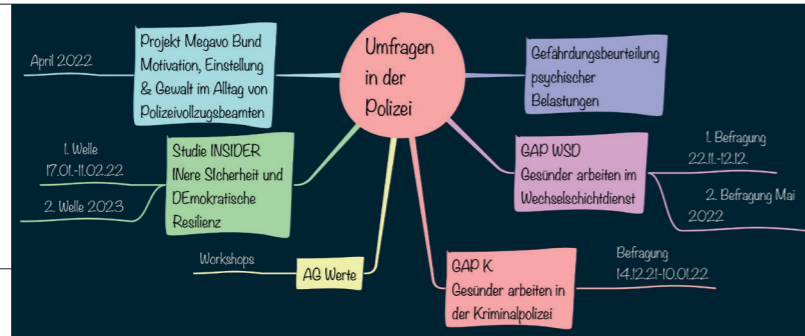 Umfragen
in der
Polizei
April 2022
Projekt Megavo Bund
Motivation, Einstellung
& Gewalt im Alltag von
Polizeivollzugsbeamten
1. Welle
17.01.-11.02.22
2. Welle 2023
Studie INSIDER
INere SIcherheit und
DEmokratische
Resilienz
Workshops
AG Werte
Gefährdungsbeurteilung
psychischer
Belastungen
GAP WSD
Gesünder arbeiten im
Wechselschichtdienst
1. Befragung
22.11.-12.12.
2. Befragung Mai
2022
GAP K
Gesünder arbeiten in
der Kriminalpolizei
Befragung
14.12.21-10.01.22